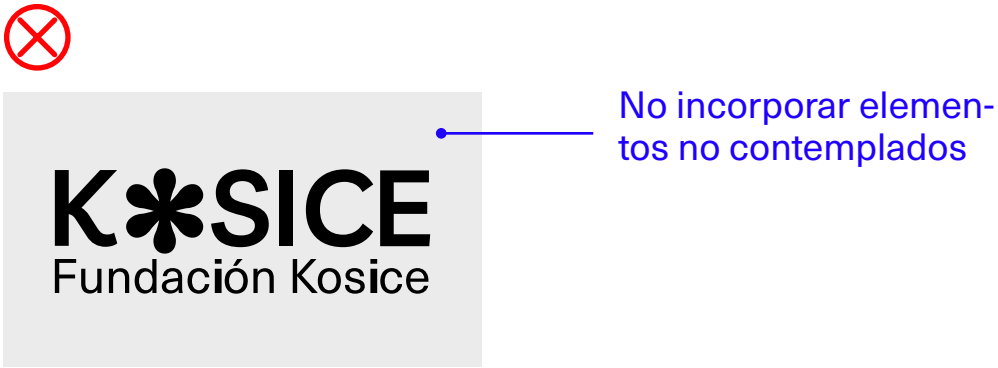 No incorporar elemen-
tos no contemplados
K*SICE
Fundación Kosice